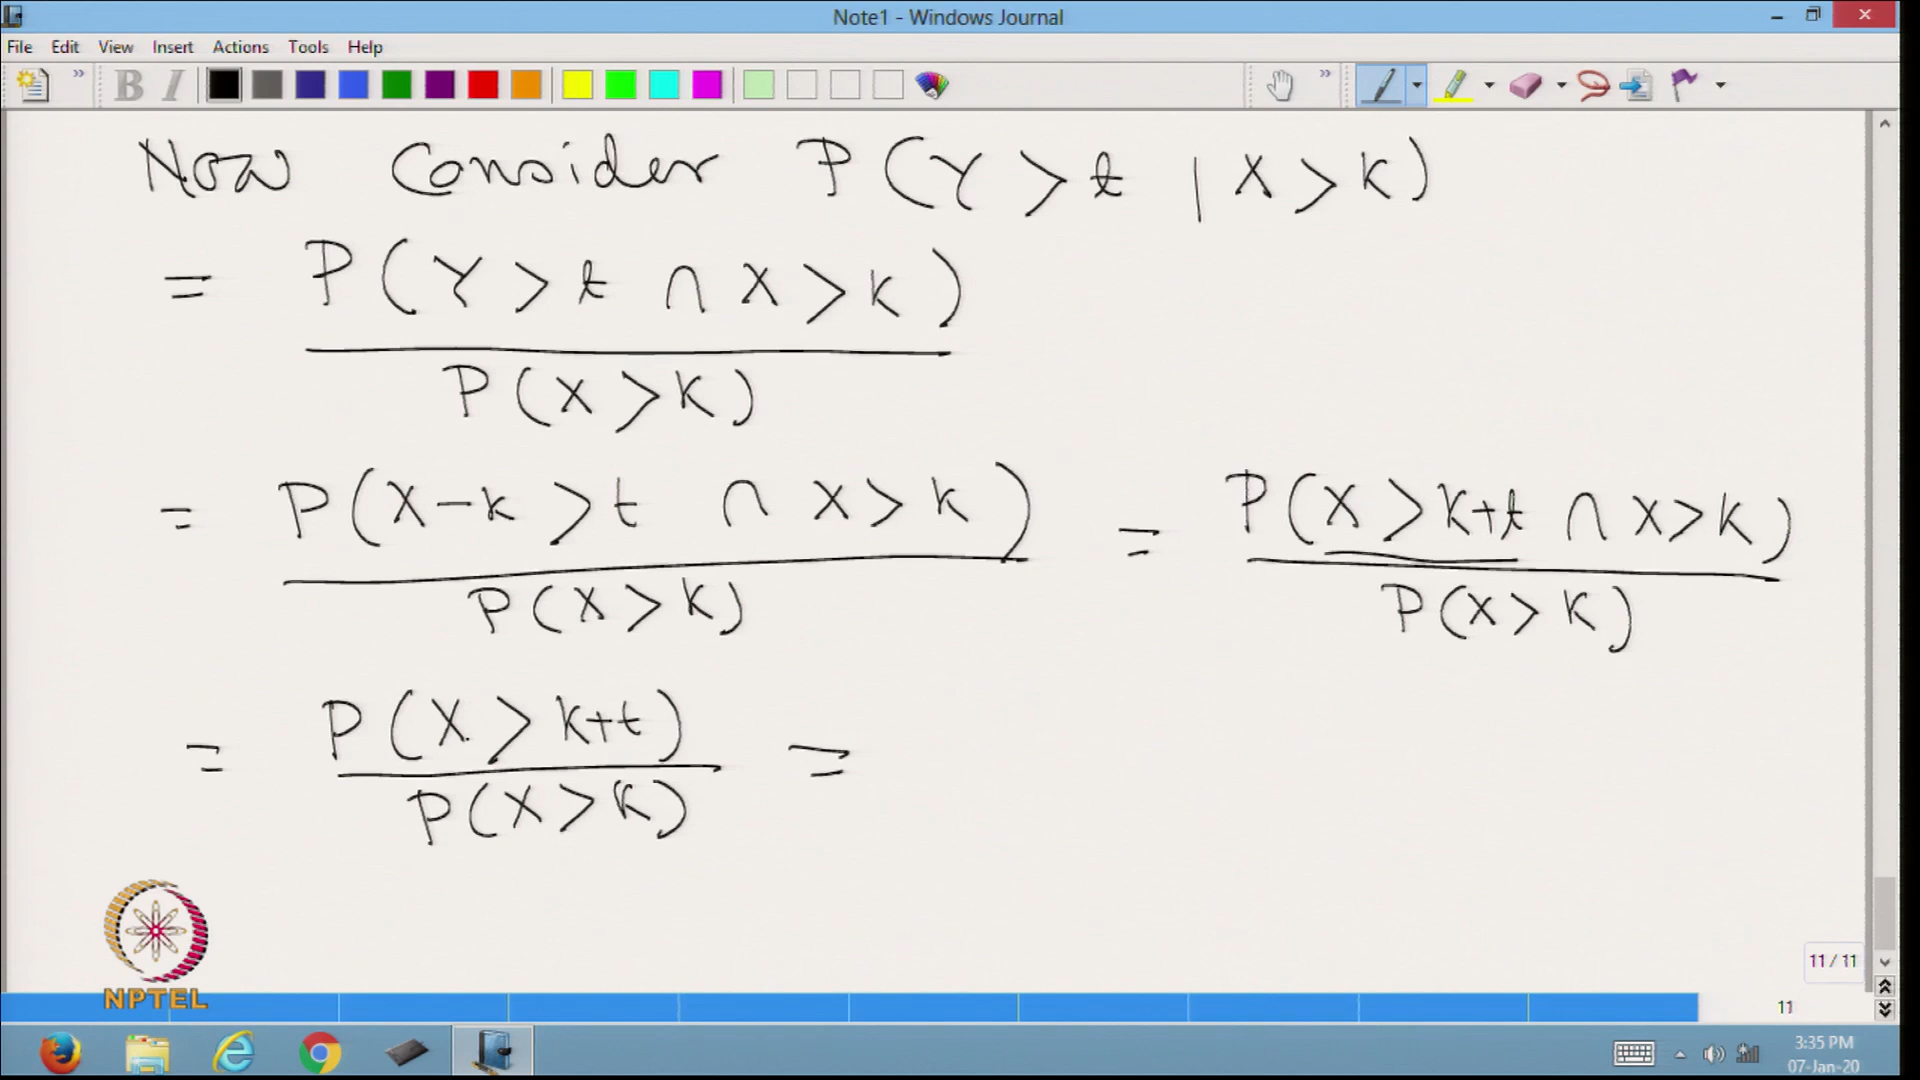 Note1 - Windows Journal
File Edit View Insert Actions Tools Help
B I
Now Consider P(Y > t | X > k)
= P(Y > t ∩ X > k)
P(X > k)
= P(X - k > t ∩ X > k) = P(X > k+t ∩ X > k)
P(X > k) P(X > k)
= P(X > k+t) =
P(X > k)
NPTEL
11 / 11
11
3:35 PM
07-Jan-20